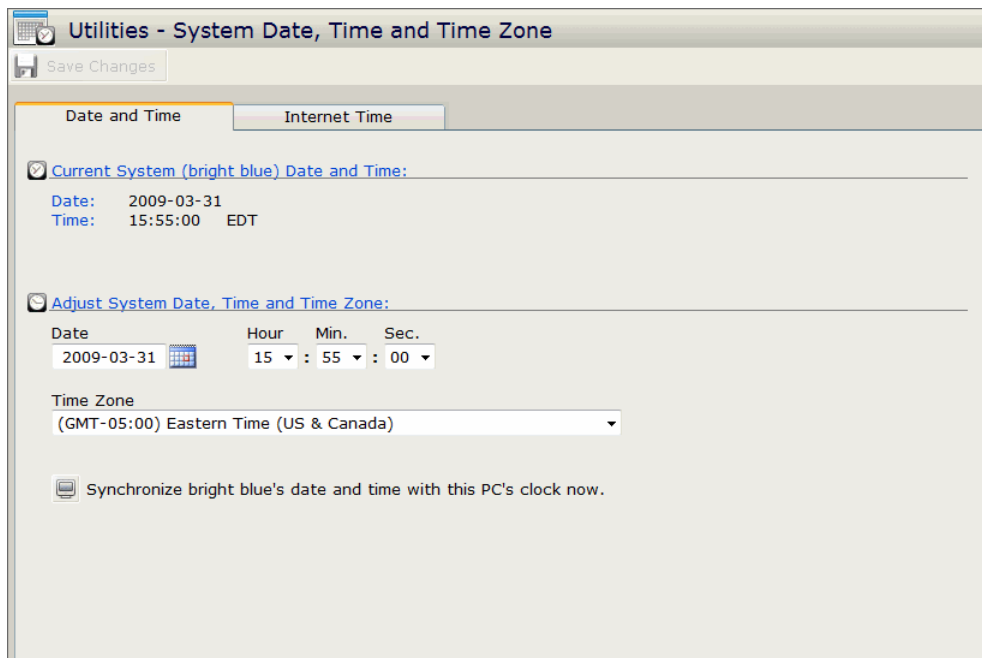 Utilities - System Date, Time and Time Zone
Save Changes
Date and Time Internet Time
Current System (bright blue) Date and Time:
Date: 2009-03-31
Time: 15:55:00 EDT
Adjust System Date, Time and Time Zone:
Date Hour Min. Sec.
2009-03-31 15 : 55 : 00
Time Zone
(GMT-05:00) Eastern Time (US & Canada)
Synchronize bright blue's date and time with this PC's clock now.